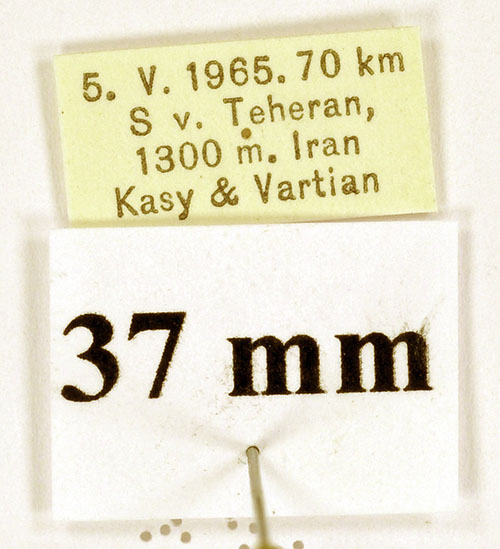 5. V. 1965. 70 km
S v. Teheran,
1300 m. Iran
Kasy & Vartian
37 mm